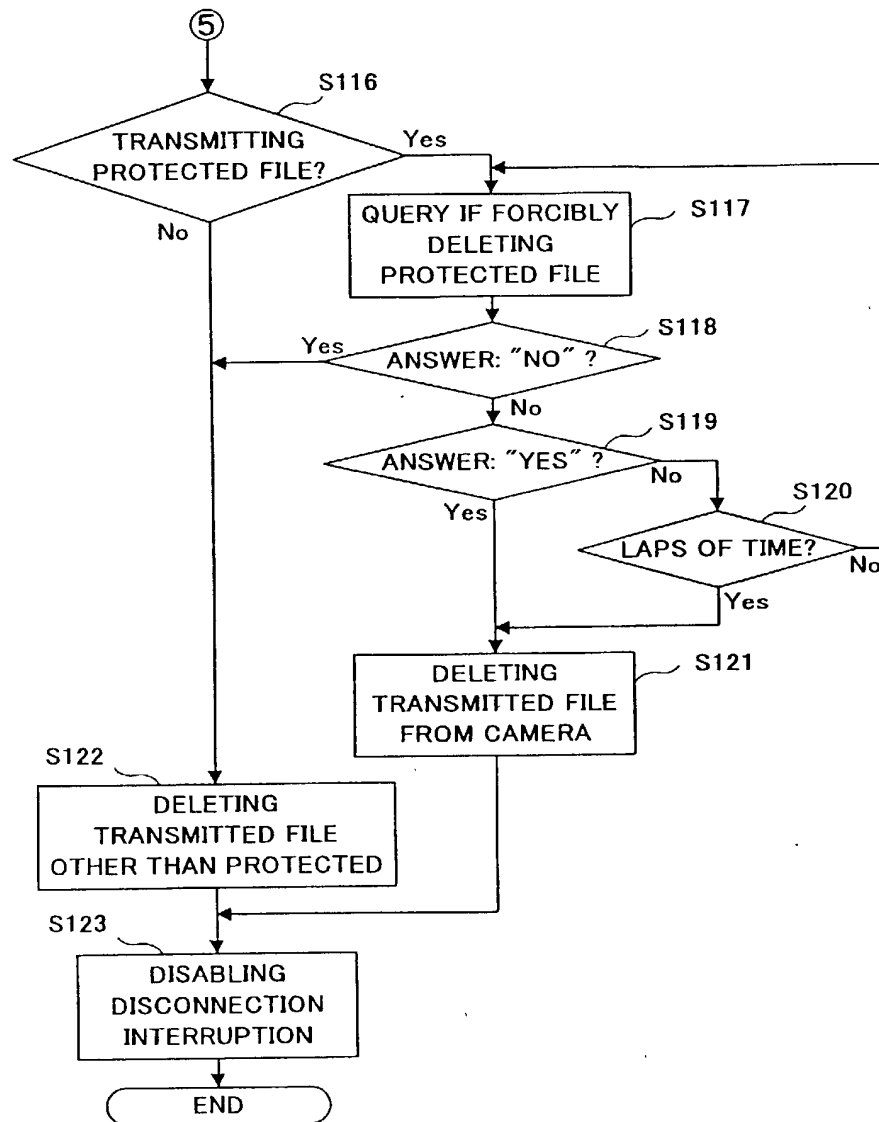 5
S116
TRANSMITTING
PROTECTED FILE?
Yes
No
QUERY IF FORCIBLY
DELETING
PROTECTED FILE
S117
S118
Yes
ANSWER: "NO" ?
No
S119
ANSWER: "YES" ?
No
Yes
S120
LAPS OF TIME?
No
Yes
S121
DELETING
TRANSMITTED FILE
FROM CAMERA
S122
DELETING
TRANSMITTED FILE
OTHER THAN PROTECTED
S123
DISABLING
DISCONNECTION
INTERRUPTION
END